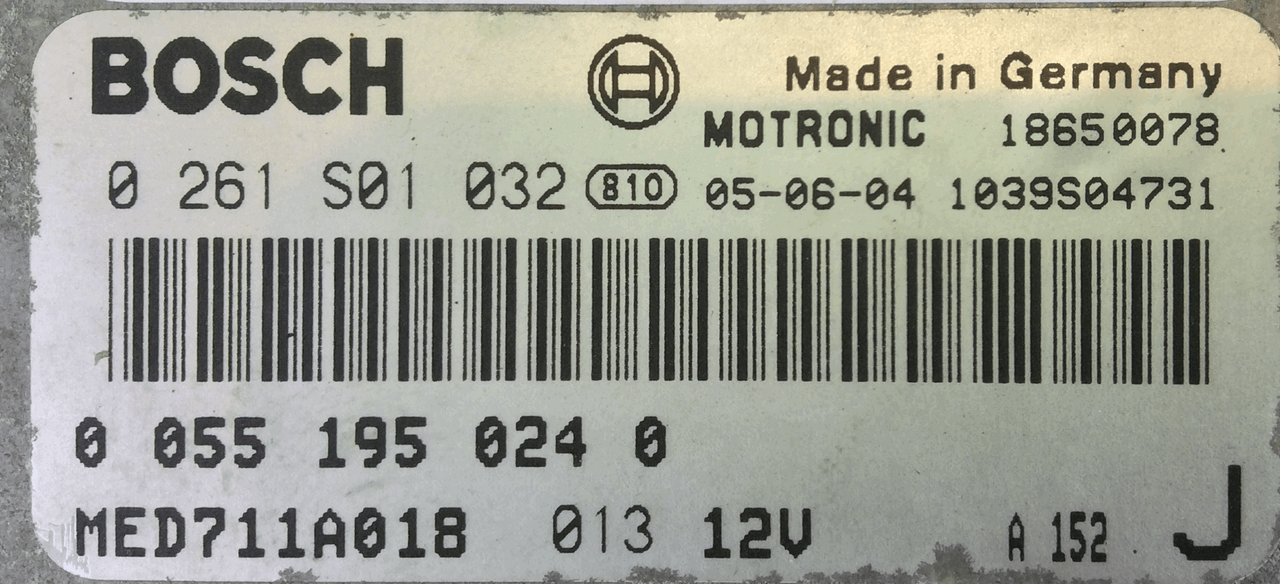 BOSCH Made in Germany
MOTRONIC 18650078
0 261 S01 032 810 05-06-04 1039S04731
0 055 195 024 0
MED711A018 013 12V A 152 J